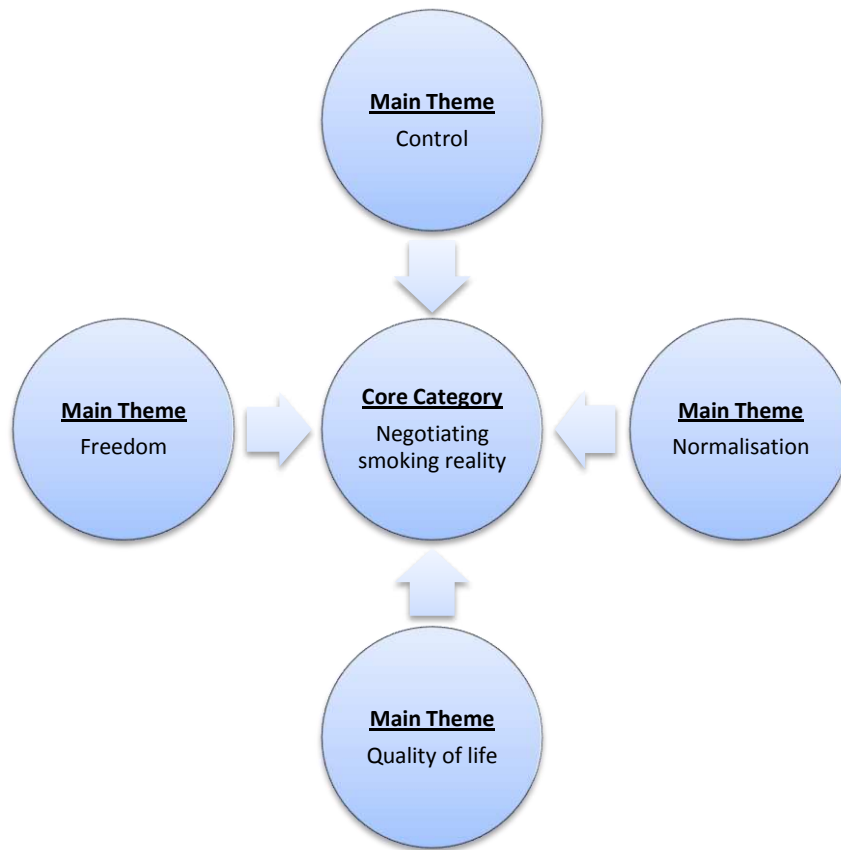 Main Theme
Control
Main Theme
Freedom
Core Category
Negotiating
smoking reality
Main Theme
Normalisation
Main Theme
Quality of life